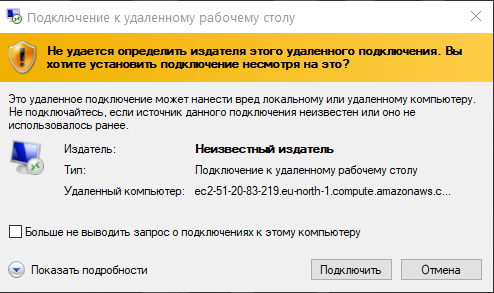 Подключение к удаленному рабочему столу
Не удается определить издателя этого удаленного подключения. Вы
хотите установить подключение несмотря на это?
Это удаленное подключение может нанести вред локальному или удаленному компьютеру.
Не подключайтесь, если источник данного подключения неизвестен или оно не
использовалось ранее.
Издатель: Неизвестный издатель
Тип: Подключение к удаленному рабочему столу
Удаленный компьютер: ec2-51-20-83-219.eu-north-1.compute.amazonaws.c...
Больше не выводить запрос о подключениях к этому компьютеру
Показать подробности Подключить Отмена